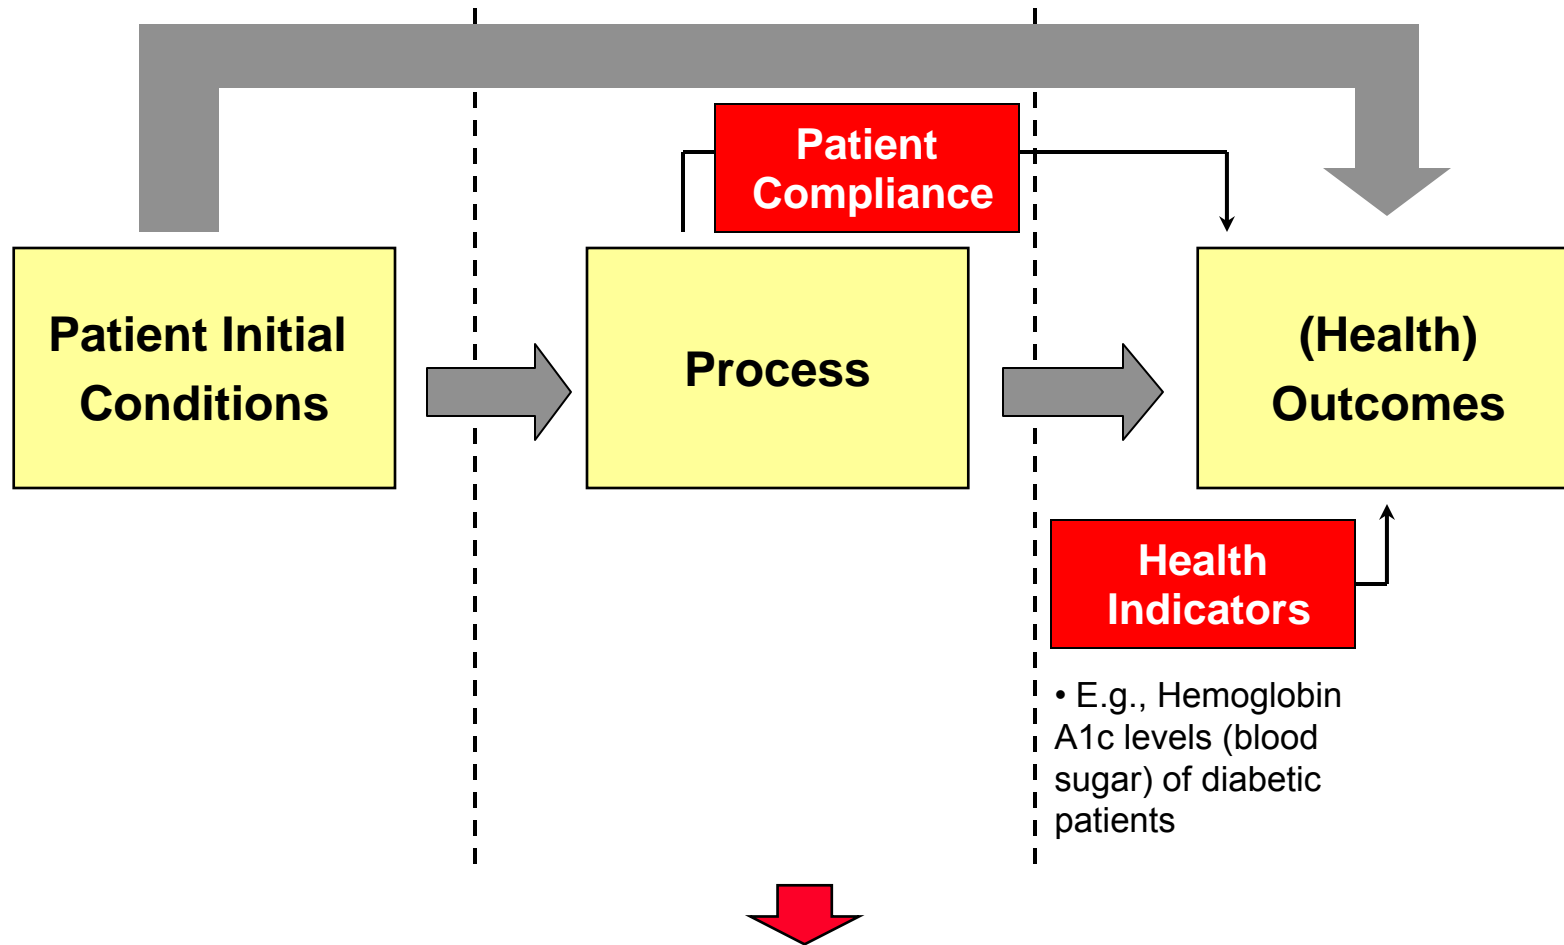 Patient
Compliance
Patient Initial
Conditions
Process
(Health)
Outcomes
Health
Indicators
• E.g., Hemoglobin
A1c levels (blood
sugar) of diabetic
patients